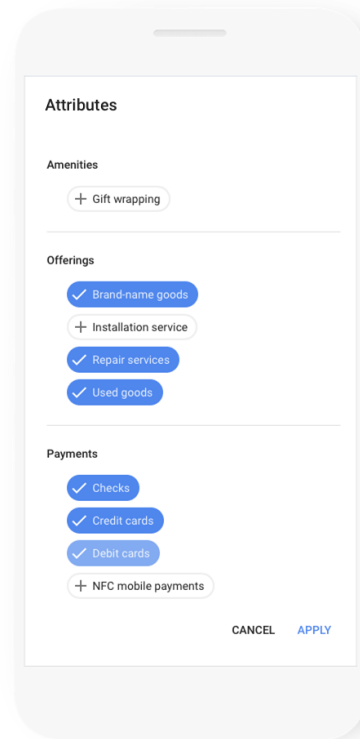 Attributes
Amenities
Gift wrapping
Offerings
Brand-name goods
Installation service
Repair services
Used goods
Payments
Checks
Credit cards
Debit cards
NFC mobile payments
CANCEL APPLY